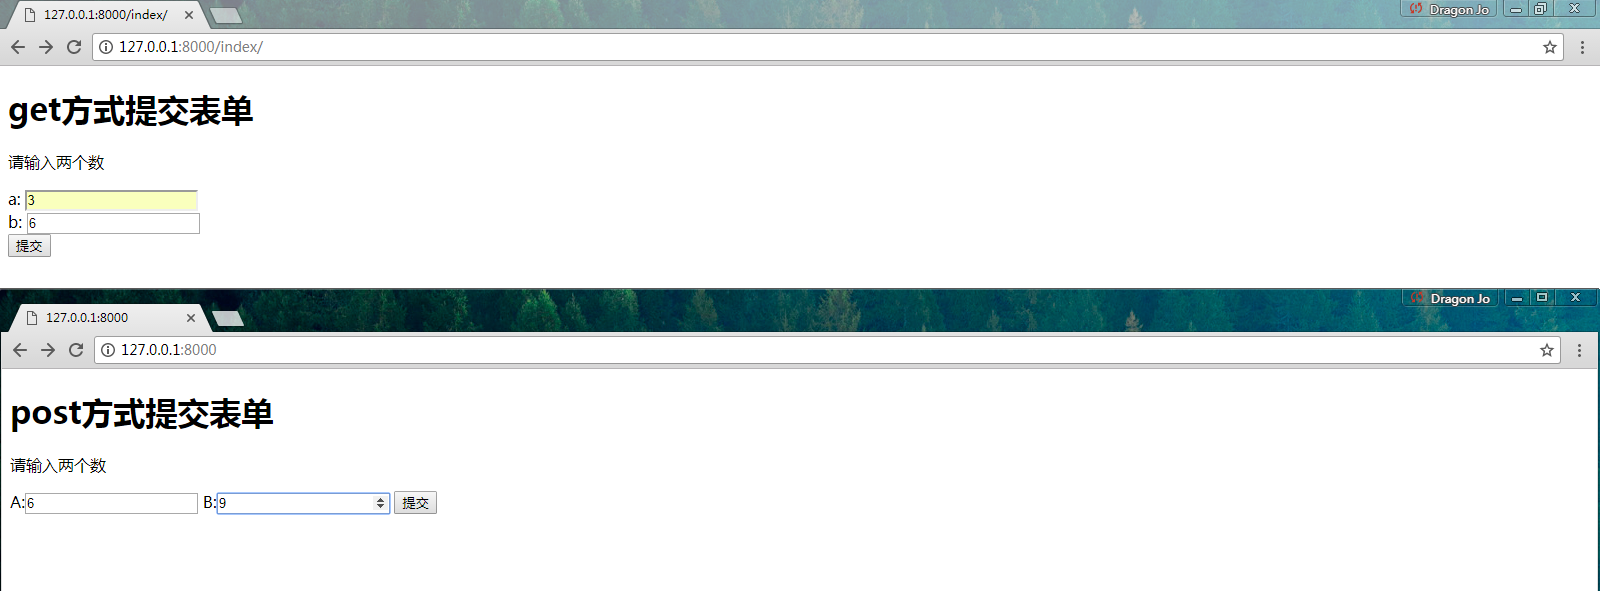 127.0.0.1:8000/index/
Dragon Jo
127.0.0.1:8000/index/
get方式提交表单
请输入两个数
a: 3
b: 6
提交
Dragon Jo
127.0.0.1:8000
127.0.0.1:8000
post方式提交表单
请输入两个数
A:6 B:9 提交